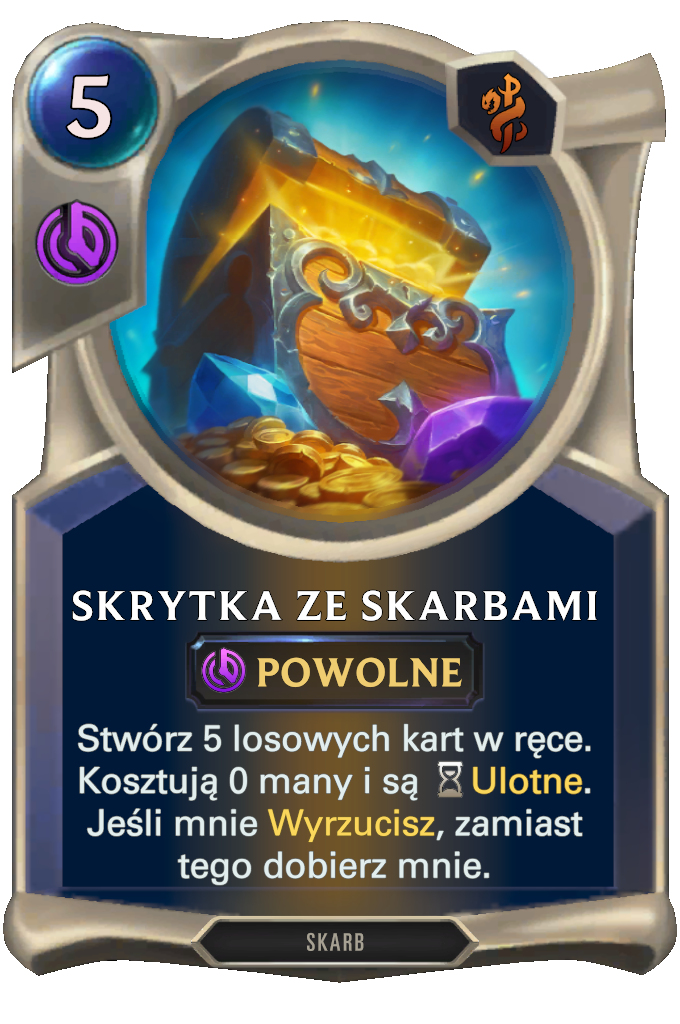 5
SKRYTKA ZE SKARBAMI
POWOLNE
Stwórz 5 losowych kart w ręce.
Kosztują 0 many i są Ulotne.
Jeśli mnie Wyrzucisz, zamiast
tego dobierz mnie.
SKARB